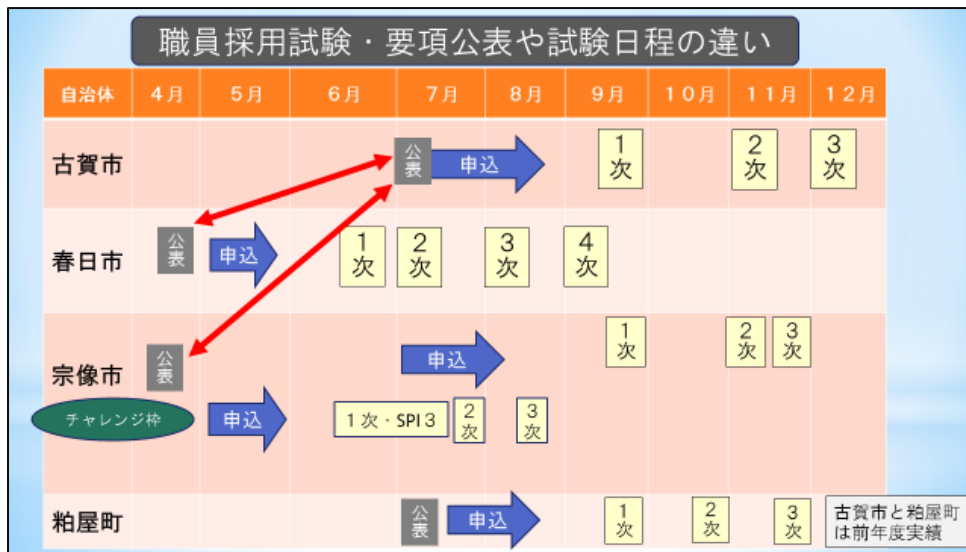 職員採用試験・要項公表や試験日程の違い
自治体 4月 5月 6月 7月 8月 9月 10月 11月 12月
古賀市 公表 申込 1次 2次 3次
春日市 公表 申込 1次 2次 3次 4次
宗像市 公表 申込 1次 2次 3次
チャレンジ枠 申込 1次・SPI3 2次 3次
粕屋町 公表 申込 1次 2次 3次
古賀市と粕屋町
は前年度実績